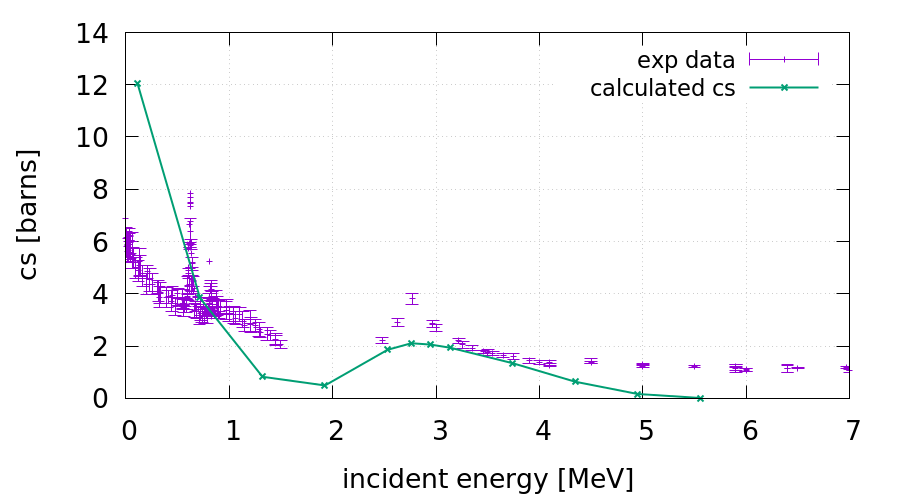 14
12
10
8
6
4
2
0
cs [barns]
exp data
calculated cs
0 1 2 3 4 5 6 7
incident energy [MeV]